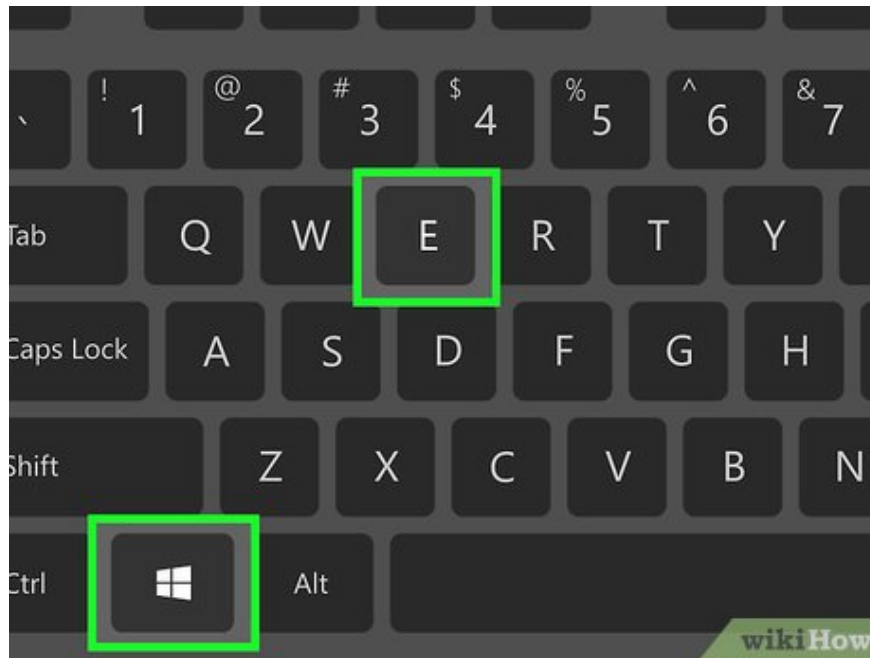 ` ! 1 @ 2 # 3 $ 4 % 5 ^ 6 & 7
Tab Q W E R T Y
Caps Lock A S D F G H
Shift Z X C V B N
Ctrl Alt
wikiHow